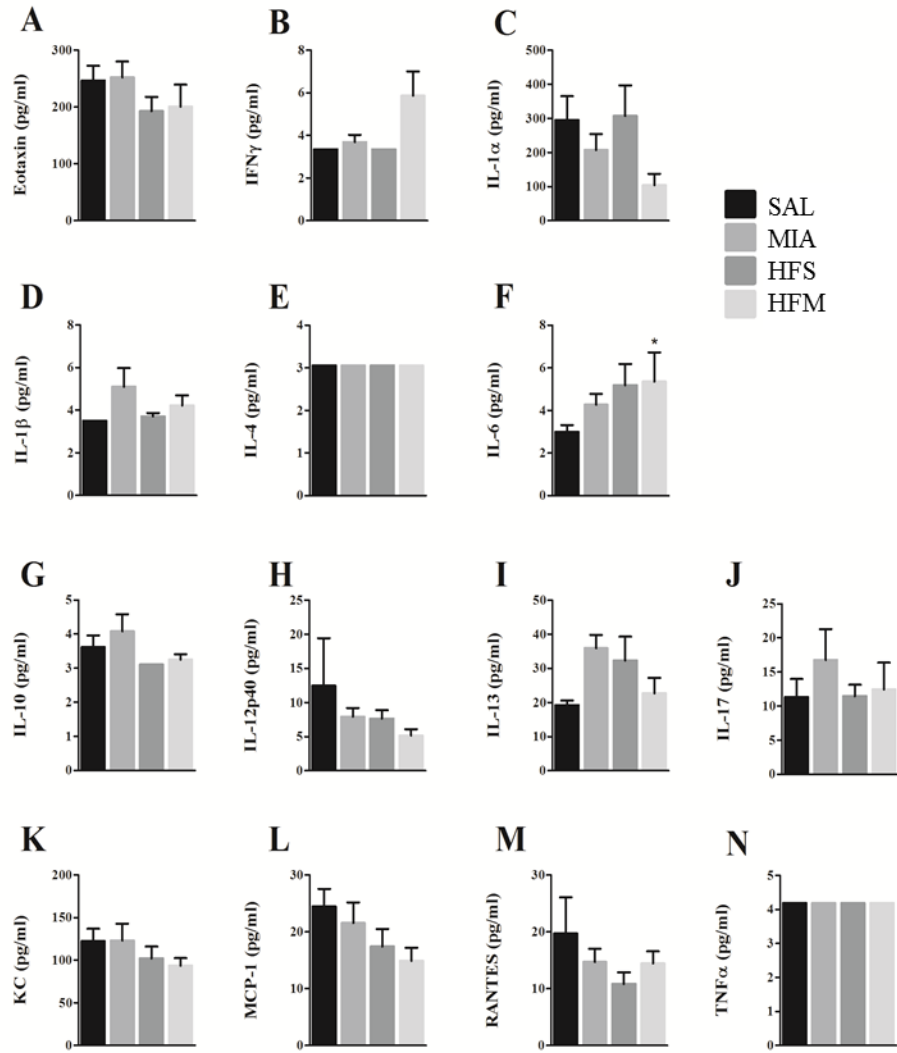 A
B
C
Eotaxin (pg/ml)
300
200
100
0
IFNγ (pg/ml)
8
6
4
2
0
IL-1α (pg/ml)
500
400
300
200
100
0
SAL
MIA
HFS
HFM
D
E
F
IL-1β (pg/ml)
8
6
4
2
0
IL-4 (pg/ml)
4
3
2
1
0
IL-6 (pg/ml)
8
6
4
2
0
*
G
H
I
J
IL-10 (pg/ml)
5
4
3
2
1
0
IL-12p40 (pg/ml)
25
20
15
10
5
0
IL-13 (pg/ml)
50
40
30
20
10
0
IL-17 (pg/ml)
25
20
15
10
5
0
K
L
M
N
KC (pg/ml)
200
150
100
50
0
MCP-1 (pg/ml)
30
20
10
0
RANTES (pg/ml)
30
20
10
0
TNFα (pg/ml)
5
4
3
2
1
0